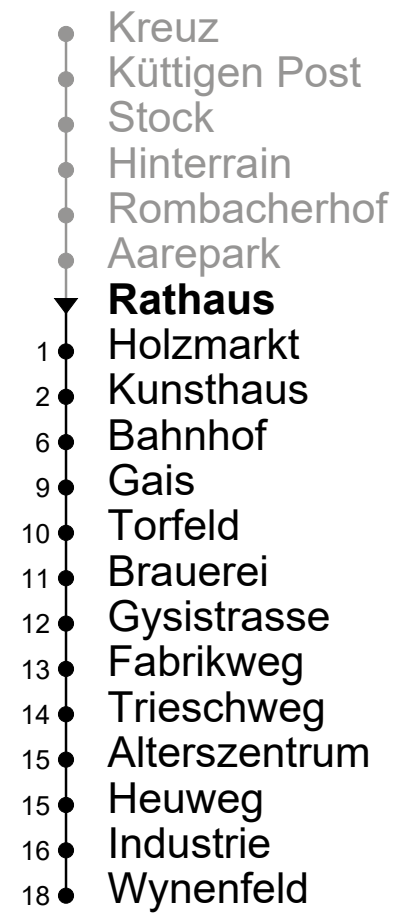 Kreuz
Küttigen Post
Stock
Hinterrain
Rombacherhof
Aarepark
Rathaus
1 Holzmarkt
2 Kunsthaus
6 Bahnhof
9 Gais
10 Torfeld
11 Brauerei
12 Gysistrasse
13 Fabrikweg
14 Trieschweg
15 Alterszentrum
15 Heuweg
16 Industrie
18 Wynenfeld